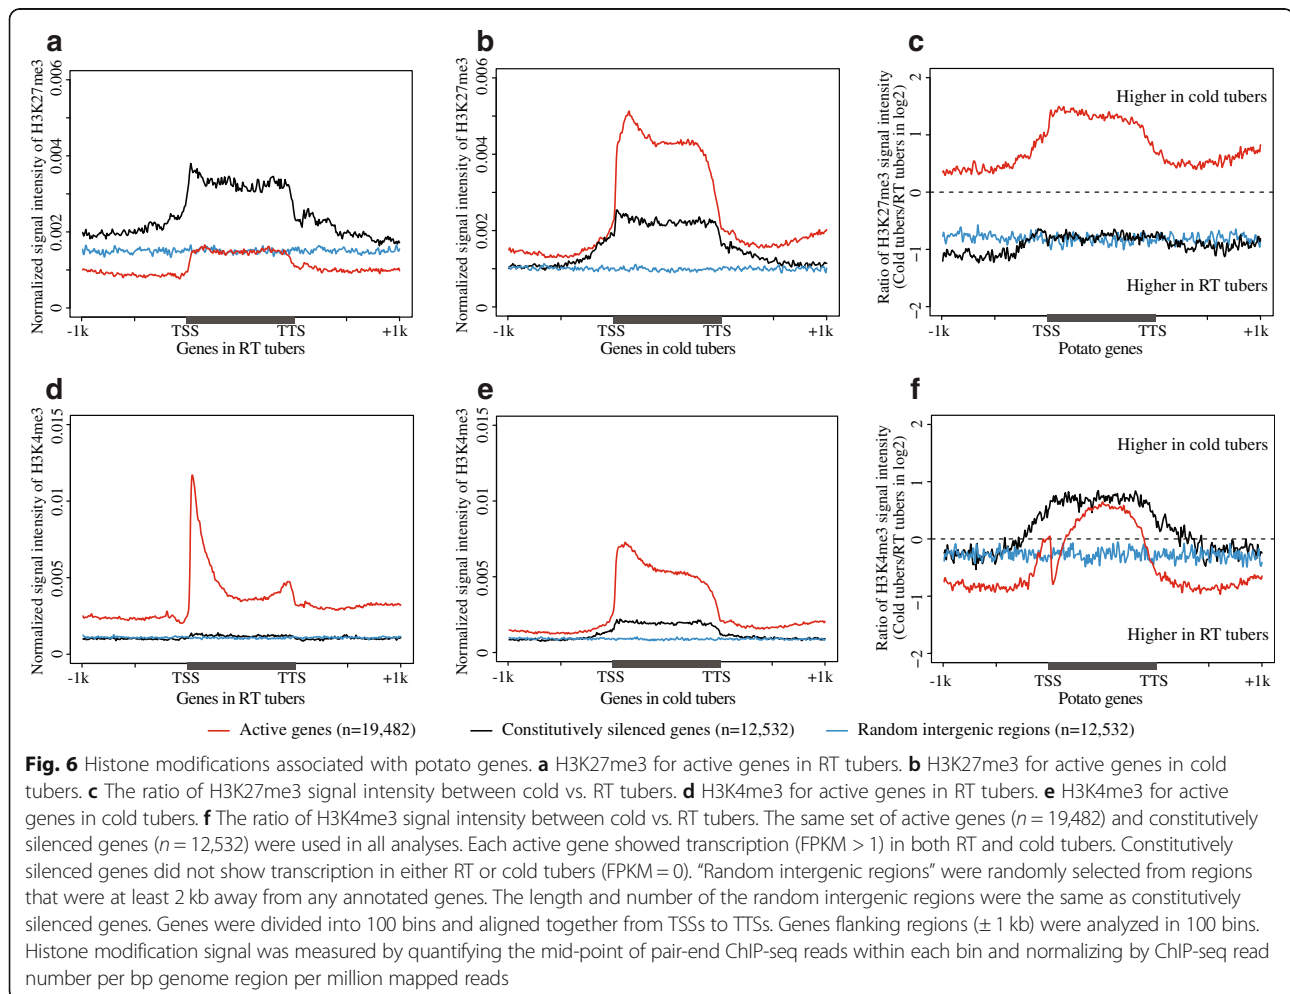 a
Normalized signal intensity of H3K27me3
0.006
0.004
0.002
0
-1k
TSS
TTS
+1k
Genes in RT tubers
b
Normalized signal intensity of H3K27me3
0.006
0.004
0.002
0
-1k
TSS
TTS
+1k
Genes in cold tubers
c
Ratio of H3K27me3 signal intensity
(Cold tubers/RT tubers in log2)
2
1
0
-1
-2
Higher in cold tubers
Higher in RT tubers
-1k
TSS
TTS
+1k
Potato genes
d
Normalized signal intensity of H3K4me3
0.015
0.01
0.005
0
-1k
TSS
TTS
+1k
Genes in RT tubers
e
Normalized signal intensity of H3K4me3
0.015
0.01
0.005
0
-1k
TSS
TTS
+1k
Genes in cold tubers
f
Ratio of H3K4me3 signal intensity
(Cold tubers/RT tubers in log2)
2
1
0
-1
-2
Higher in cold tubers
Higher in RT tubers
-1k
TSS
TTS
+1k
Potato genes
Active genes (n=19,482)
Constitutively silenced genes (n=12,532)
Random intergenic regions (n=12,532)
Fig. 6 Histone modifications associated with potato genes. a H3K27me3 for active genes in RT tubers. b H3K27me3 for active genes in cold
tubers. c The ratio of H3K27me3 signal intensity between cold vs. RT tubers. d H3K4me3 for active genes in RT tubers. e H3K4me3 for active
genes in cold tubers. f The ratio of H3K4me3 signal intensity between cold vs. RT tubers. The same set of active genes (n = 19,482) and constitutively
silenced genes (n = 12,532) were used in all analyses. Each active gene showed transcription (FPKM > 1) in both RT and cold tubers. Constitutively
silenced genes did not show transcription in either RT or cold tubers (FPKM = 0). “Random intergenic regions” were randomly selected from regions
that were at least 2 kb away from any annotated genes. The length and number of the random intergenic regions were the same as constitutively
silenced genes. Genes were divided into 100 bins and aligned together from TSSs to TTSs. Genes flanking regions (± 1 kb) were analyzed in 100 bins.
Histone modification signal was measured by quantifying the mid-point of pair-end ChIP-seq reads within each bin and normalizing by ChIP-seq read
number per bp genome region per million mapped reads